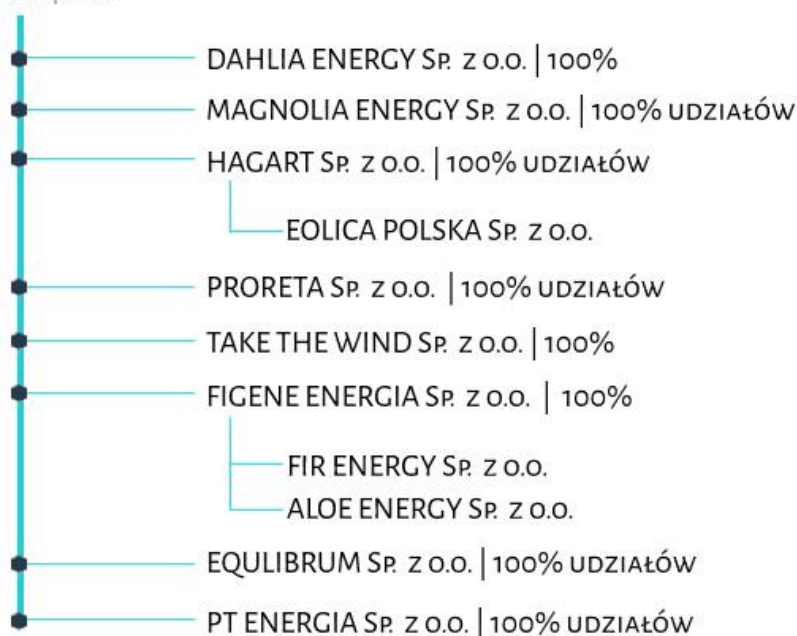 DAHLIA ENERGY Sp. z o.o. | 100%
MAGNOLIA ENERGY Sp. z o.o. | 100% udziałów
HAGART Sp. z o.o. | 100% udziałów
EOLICA POLSKA Sp. z o.o.
PRORETA Sp. z o.o. | 100% udziałów
TAKE THE WIND Sp. z o.o. | 100%
FIGENE ENERGIA Sp. z o.o. | 100%
FIR ENERGY Sp. z o.o.
ALOE ENERGY Sp. z o.o.
EQULIBRUM Sp. z o.o. | 100% udziałów
PT ENERGIA Sp. z o.o. | 100% udziałów